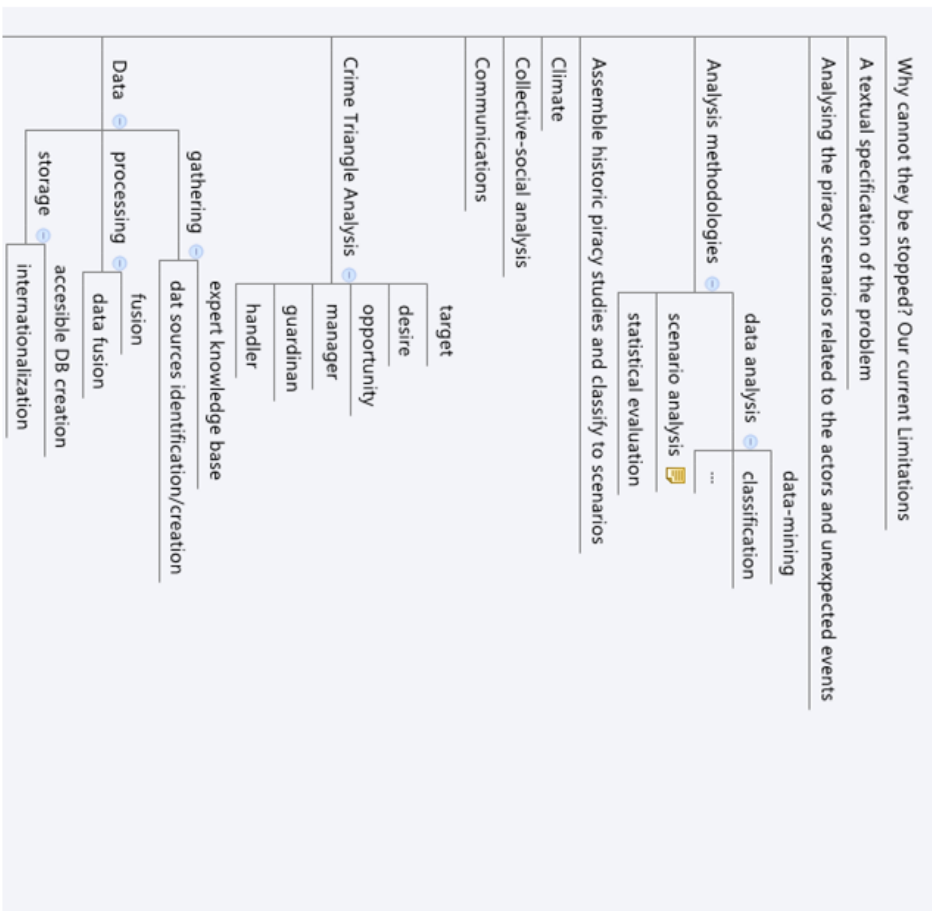 Why cannot they be stopped? Our current Limitations
A textual specification of the problem
Analysing the piracy scenarios related to the actors and unexpected events
Analysis methodologies
data analysis
data-mining
classification
...
scenario analysis
statistical evaluation
Assemble historic piracy studies and classify to scenarios
Climate
Collective-social analysis
Communications
Crime Triangle Analysis
target
desire
opportunity
manager
guardinan
handler
Data
gathering
expert knowledge base
dat sources identification/creation
processing
fusion
data fusion
storage
accesible DB creation
internationalization